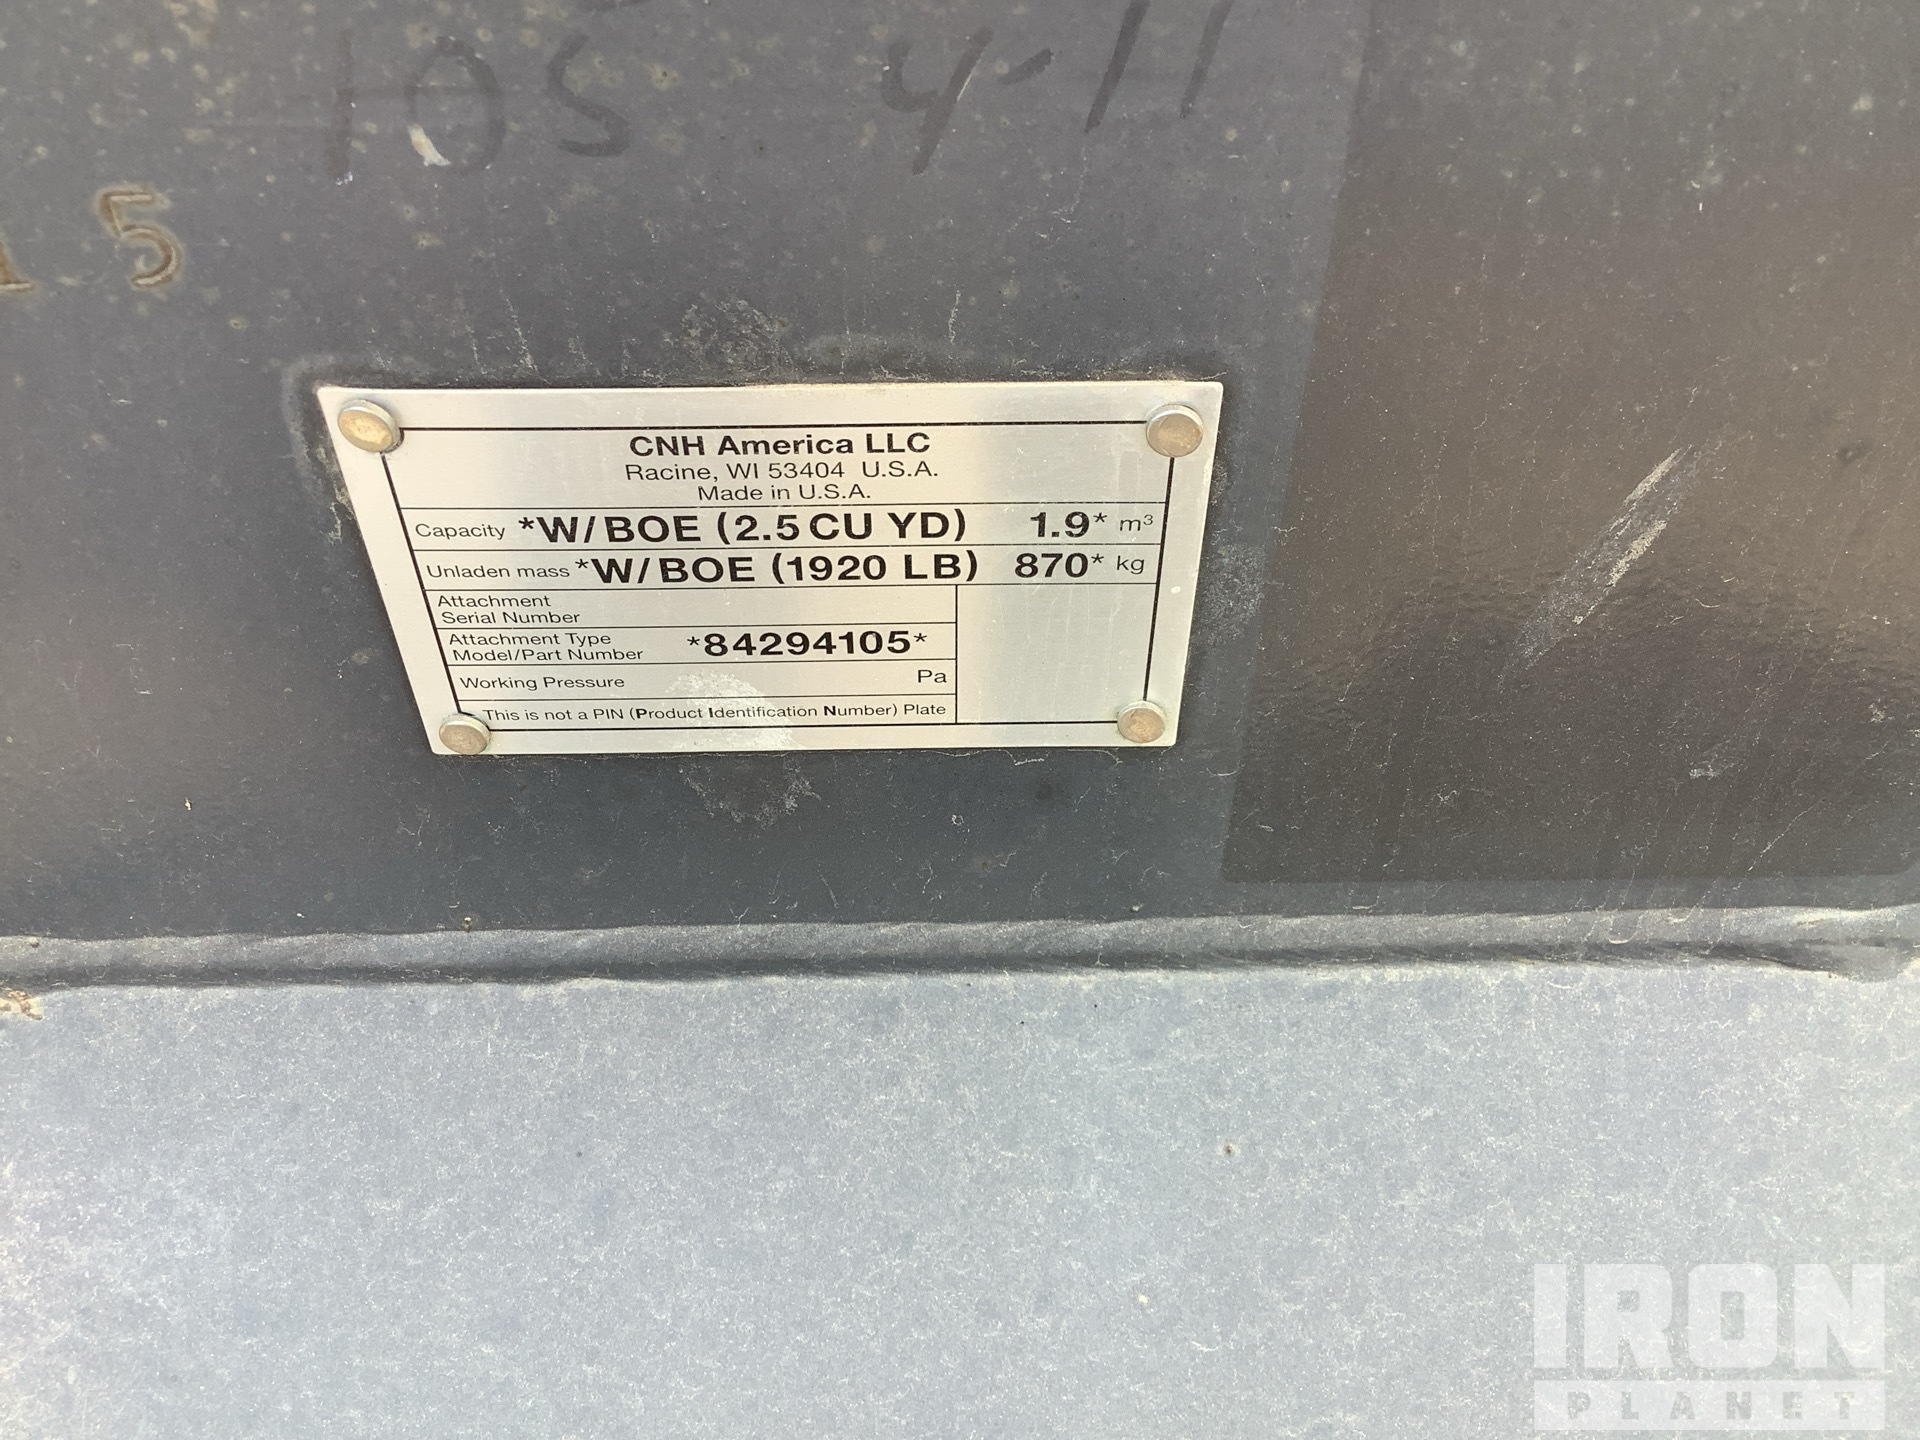 105 4-11
15
CNH America LLC
Racine, WI 53404 U.S.A.
Made in U.S.A.
Capacity *W/BOE (2.5 CU YD) 1.9* m³
Unladen mass *W/BOE (1920 LB) 870* kg
Attachment
Serial Number
Attachment Type
Model/Part Number *84294105*
Working Pressure Pa
This is not a PIN (Product Identification Number) Plate
IRON
PLANET